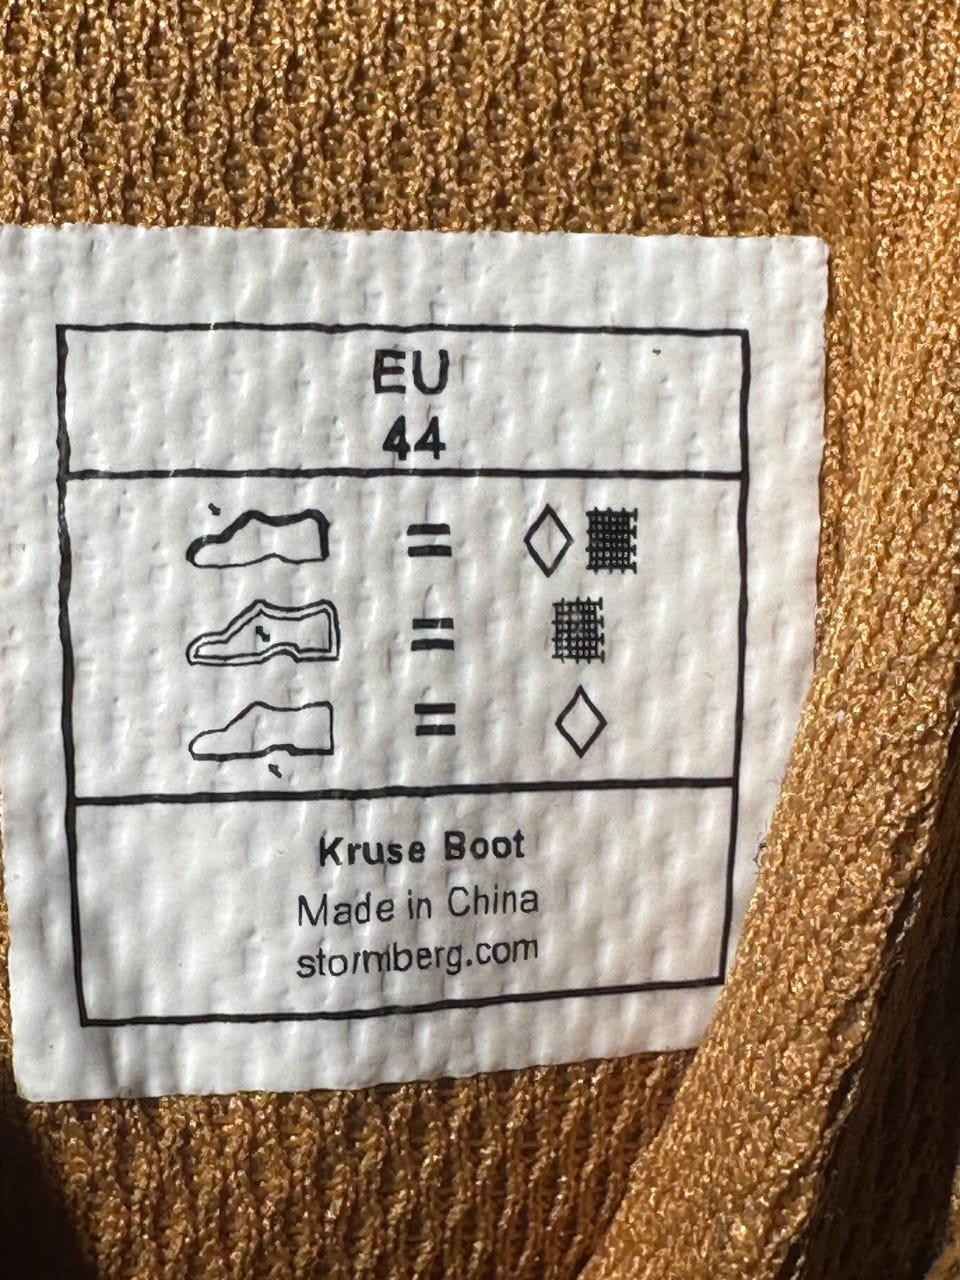 EU
44
=
=
=
Kruse Boot
Made in China
stormberg.com